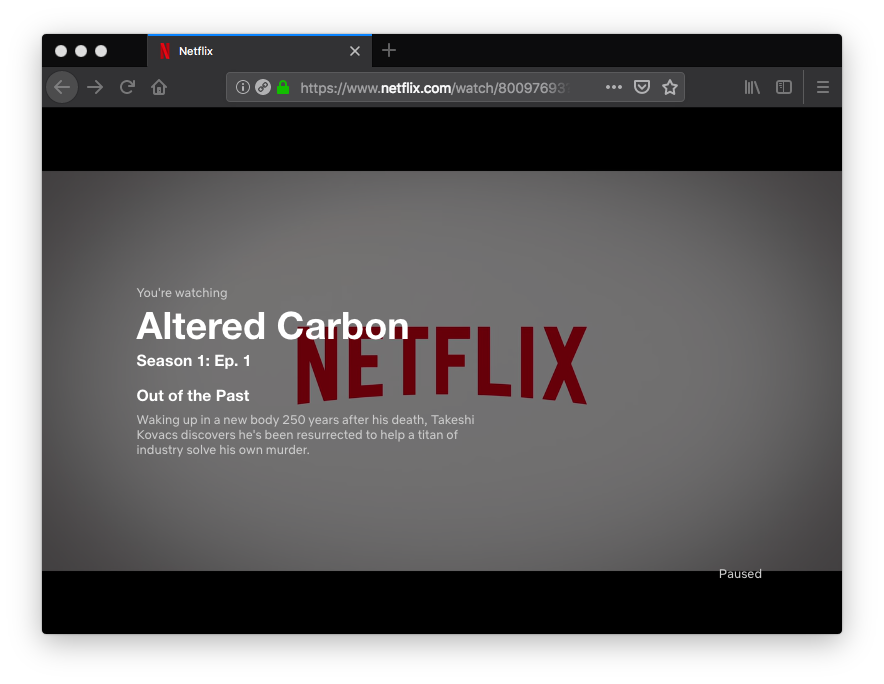 Netflix
https://www.netflix.com/watch/80097693
You're watching
Altered Carbon
NETFLIX
Season 1: Ep. 1
Out of the Past
Waking up in a new body 250 years after his death, Takeshi
Kovacs discovers he's been resurrected to help a titan of
industry solve his own murder.
Paused